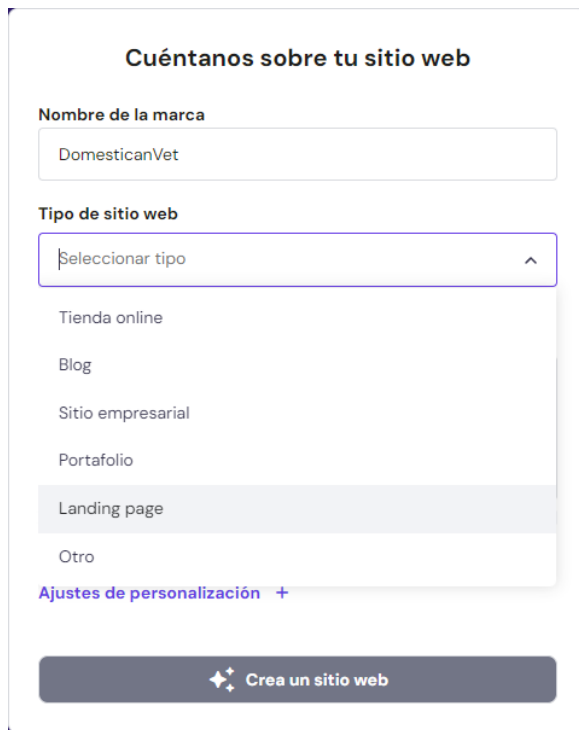 Cuéntanos sobre tu sitio web
Nombre de la marca
DomesticanVet
Tipo de sitio web
Seleccionar tipo
Tienda online
Blog
Sitio empresarial
Portafolio
Landing page
Otro
Ajustes de personalización +
Crea un sitio web